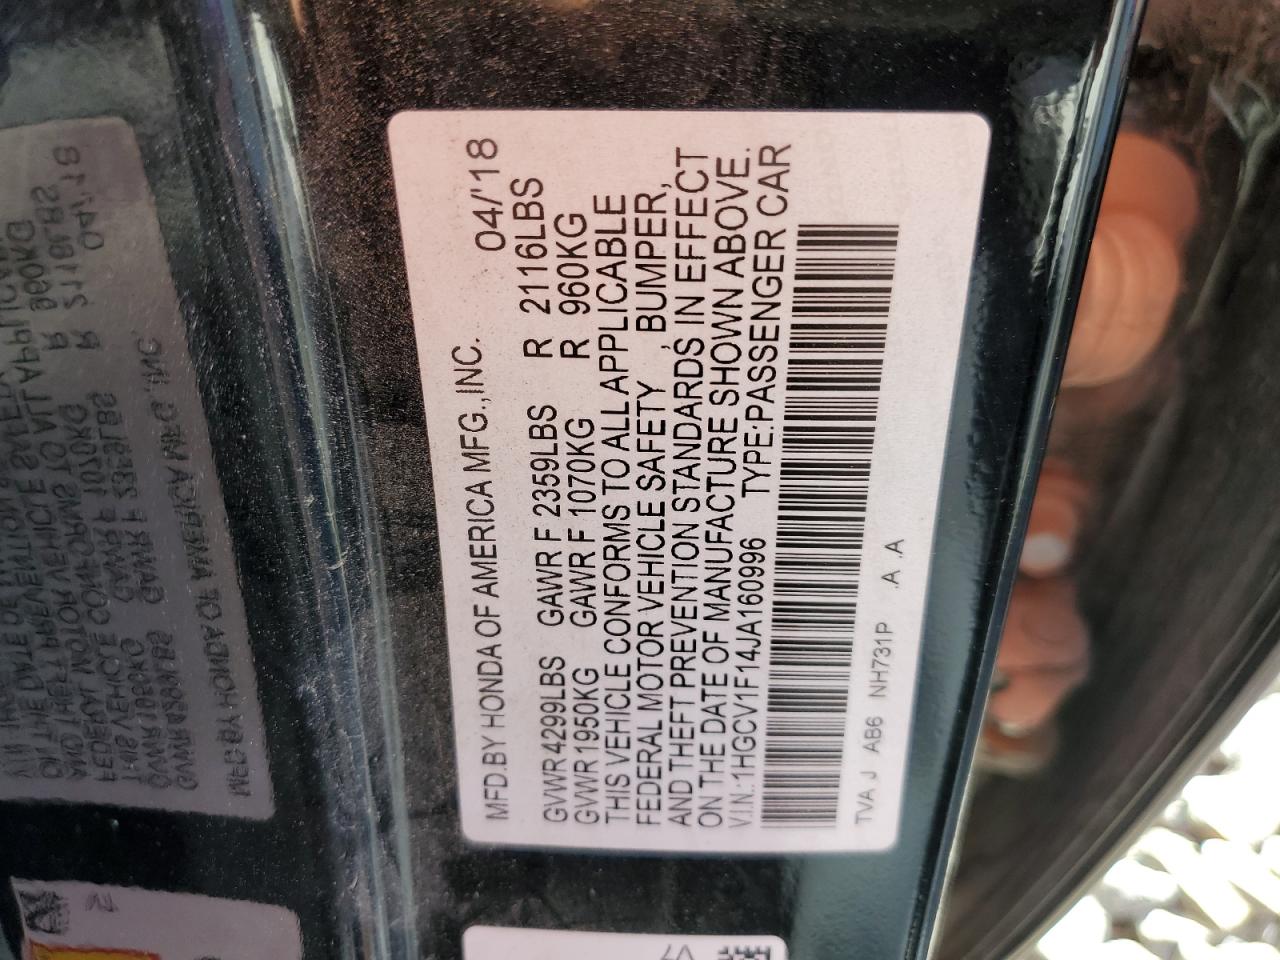 MFD.BY HONDA OF AMERICA MFG.,INC. 04/'18
GVWR 4299LBS GAWR F 2359LBS R 2116LBS
GVWR 1950KG GAWR F 1070KG R 960KG
THIS VEHICLE CONFORMS TO ALL APPLICABLE
FEDERAL MOTOR VEHICLE SAFETY , BUMPER,
AND THEFT PREVENTION STANDARDS, IN EFFECT
ON THE DATE OF MANUFACTURE SHOWN ABOVE.
V.I.N.:1HGCV1F14JA160996 TYPE:PASSENGER CAR
TVA J AB6 NH731P .A .A